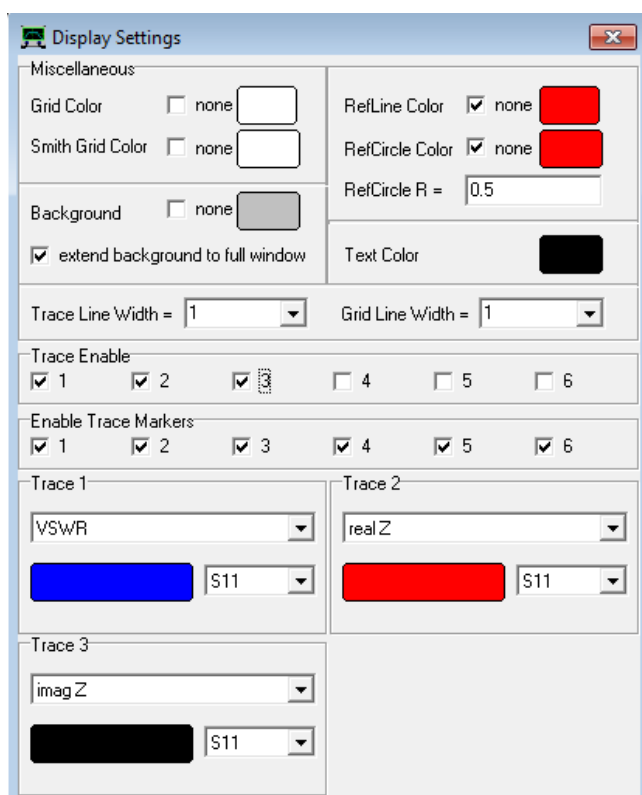 Display Settings
Miscellaneous
Grid Color none
Smith Grid Color none
RefLine Color none
RefCircle Color none
RefCircle R = 0.5
Background none
extend background to full window
Text Color
Trace Line Width = 1
Grid Line Width = 1
Trace Enable
1 2 3 4 5 6
Enable Trace Markers
1 2 3 4 5 6
Trace 1
VSWR
S11
Trace 2
real Z
S11
Trace 3
imag Z
S11